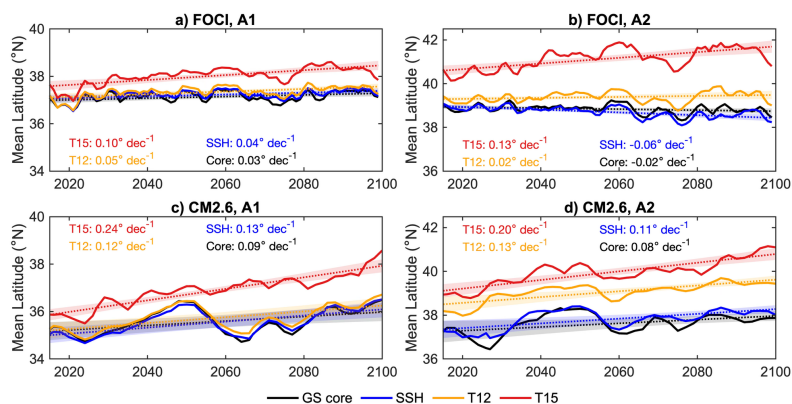 a) FOCI, A1
Mean Latitude (°N)
40
38
36
34
T15: 0.10° dec⁻¹
T12: 0.05° dec⁻¹
SSH: 0.04° dec⁻¹
Core: 0.03° dec⁻¹
2020 2040 2060 2080 2100
b) FOCI, A2
Mean Latitude (°N)
42
40
38
36
T15: 0.13° dec⁻¹
T12: 0.02° dec⁻¹
SSH: -0.06° dec⁻¹
Core: -0.02° dec⁻¹
2020 2040 2060 2080 2100
c) CM2.6, A1
Mean Latitude (°N)
40
38
36
34
T15: 0.24° dec⁻¹
T12: 0.12° dec⁻¹
SSH: 0.13° dec⁻¹
Core: 0.09° dec⁻¹
2020 2040 2060 2080 2100
d) CM2.6, A2
Mean Latitude (°N)
42
40
38
36
T15: 0.20° dec⁻¹
T12: 0.13° dec⁻¹
SSH: 0.11° dec⁻¹
Core: 0.08° dec⁻¹
2020 2040 2060 2080 2100
GS core SSH T12 T15